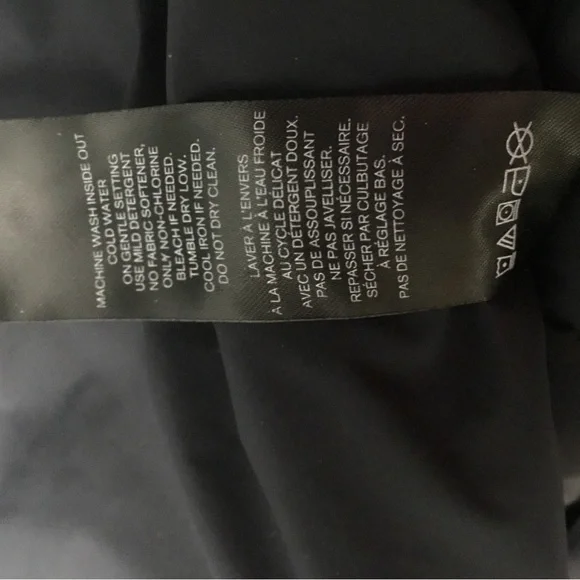 MACHINE WASH INSIDE OUT
COLD WATER
ON GENTLE SETTING
USE MILD DETERGENT
NO FABRIC SOFTENER,
ONLY NON-CHLORINE
BLEACH IF NEEDED.
TUMBLE DRY LOW.
COOL IRON IF NEEDED.
DO NOT DRY CLEAN.
LAVER À L'ENVERS
À LA MACHINE À L'EAU FROIDE
AU CYCLE DÉLICAT
AVEC UN DÉTERGENT DOUX.
PAS DE ASSOUPLISSANT
NE PAS JAVELLISER.
REPASSER SI NÉCESSAIRE.
SÉCHER PAR CULBUTAGE
À RÉGLAGE BAS.
PAS DE NETTOYAGE À SEC.